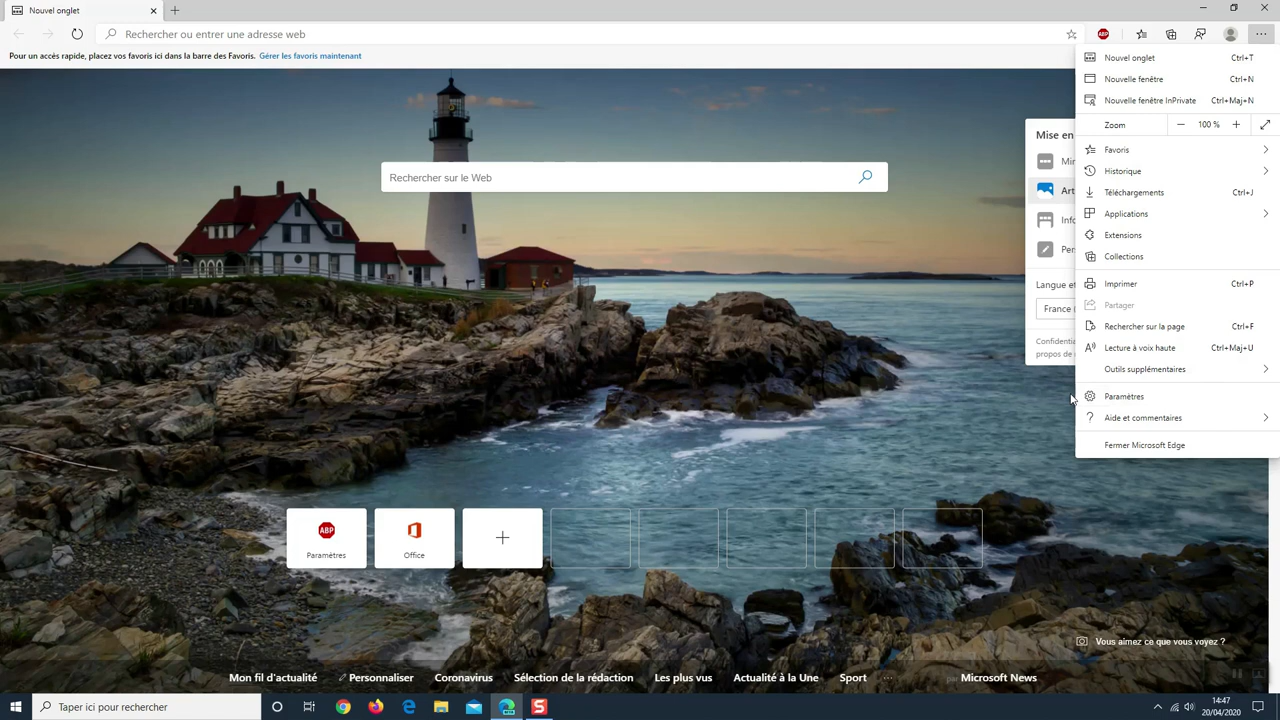 Nouvel onglet
Rechercher ou entrer une adresse web
ABP
Pour un accès rapide, placez vos favoris ici dans la barre des Favoris. Gérer les favoris maintenant
Nouvel onglet Ctrl+T
Nouvelle fenêtre Ctrl+N
Nouvelle fenêtre InPrivate Ctrl+Maj+N
Zoom 100 %
Favoris
Historique
Téléchargements Ctrl+J
Applications
Extensions
Collections
Imprimer Ctrl+P
Partager
Rechercher sur la page Ctrl+F
Lecture à voix haute Ctrl+Maj+U
Outils supplémentaires
Paramètres
Aide et commentaires
Fermer Microsoft Edge
Mise en
Langue et
France
propos de
Rechercher sur le Web
ABP
Paramètres
Office
Vous aimez ce que vous voyez ?
Mon fil d'actualité Personnaliser Coronavirus Sélection de la rédaction Les plus vus Actualité à la Une Sport ... Microsoft News
Taper ici pour rechercher
14:47
20/04/2020